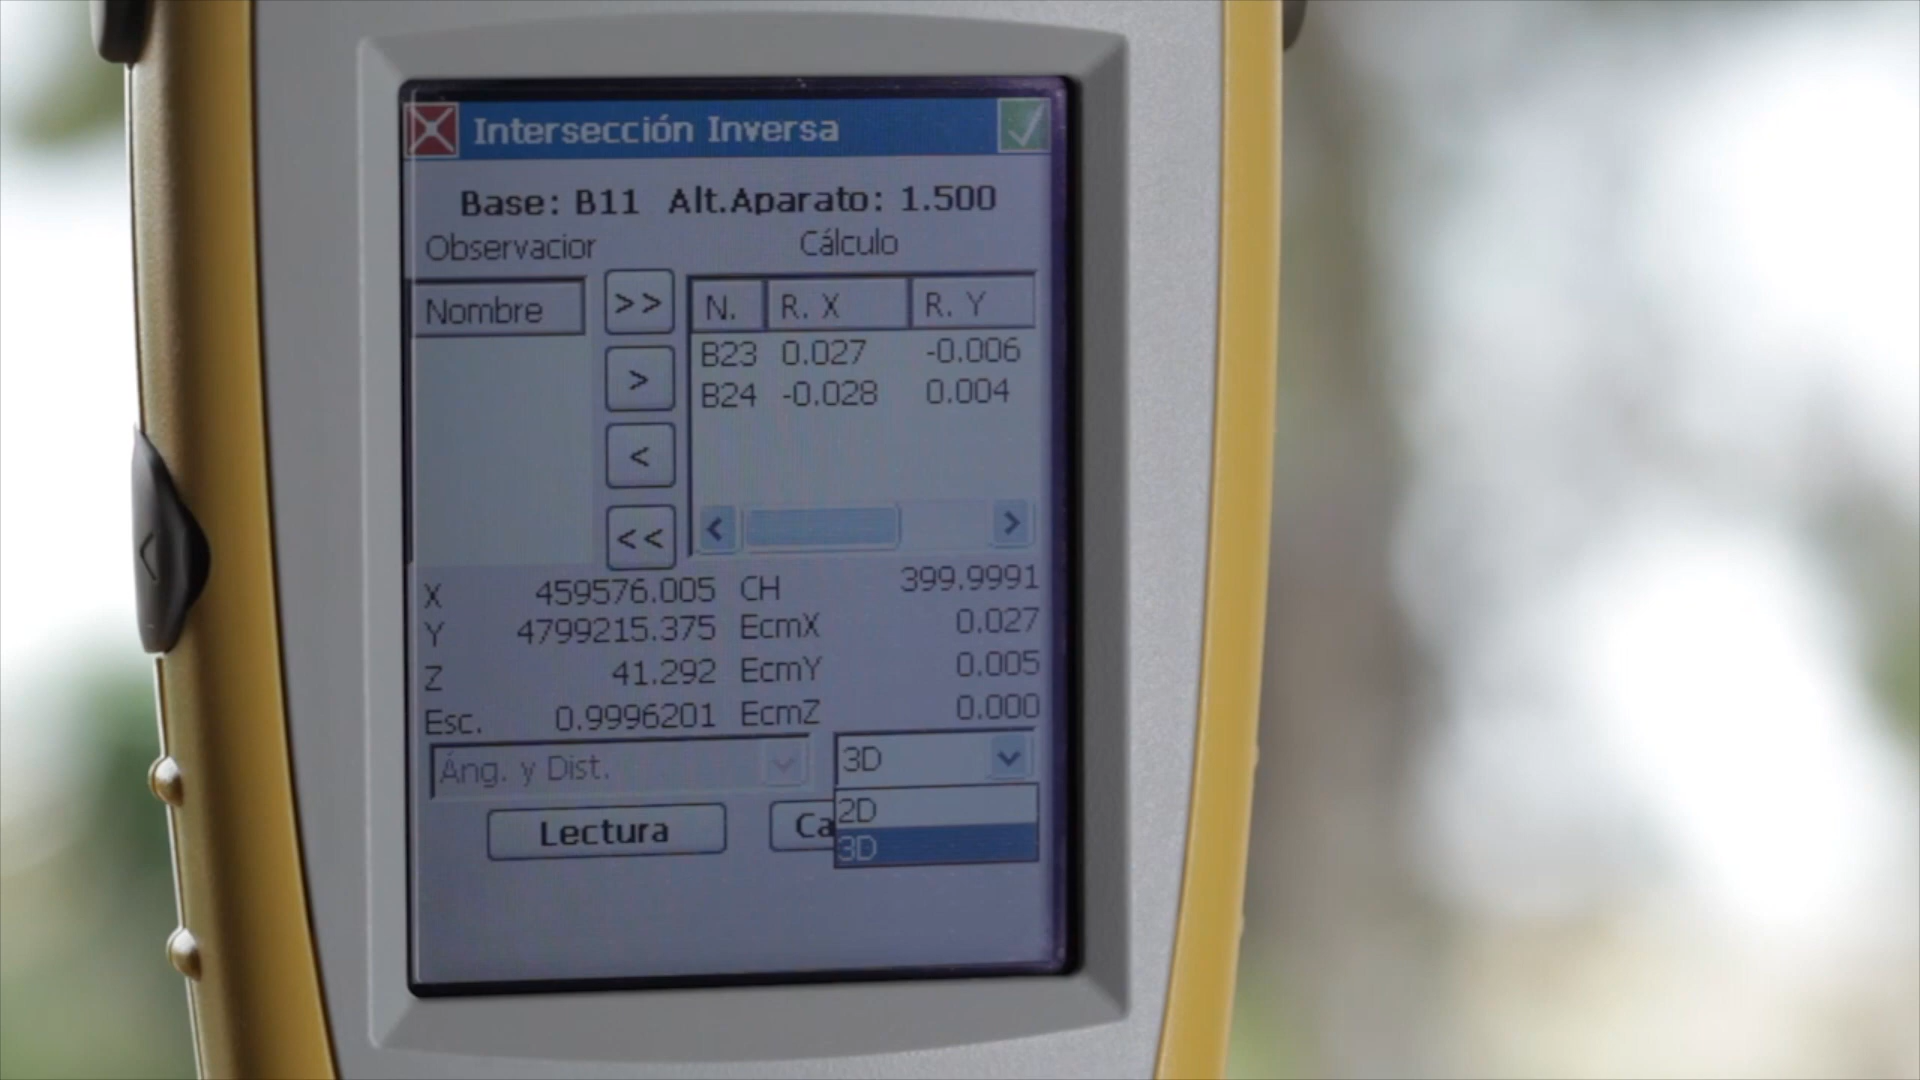 Intersección Inversa
Base: B11 Alt.Aparato: 1.500
Observacior Cálculo
Nombre >> N. R. X R. Y
B23 0.027 -0.006
> B24 -0.028 0.004
<
<<
X 459576.005 CH 399.9991
Y 4799215.375 EcmX 0.027
Z 41.292 EcmY 0.005
Esc. 0.9996201 EcmZ 0.000
Áng. y Dist. 3D
2D
Lectura Ca
3D